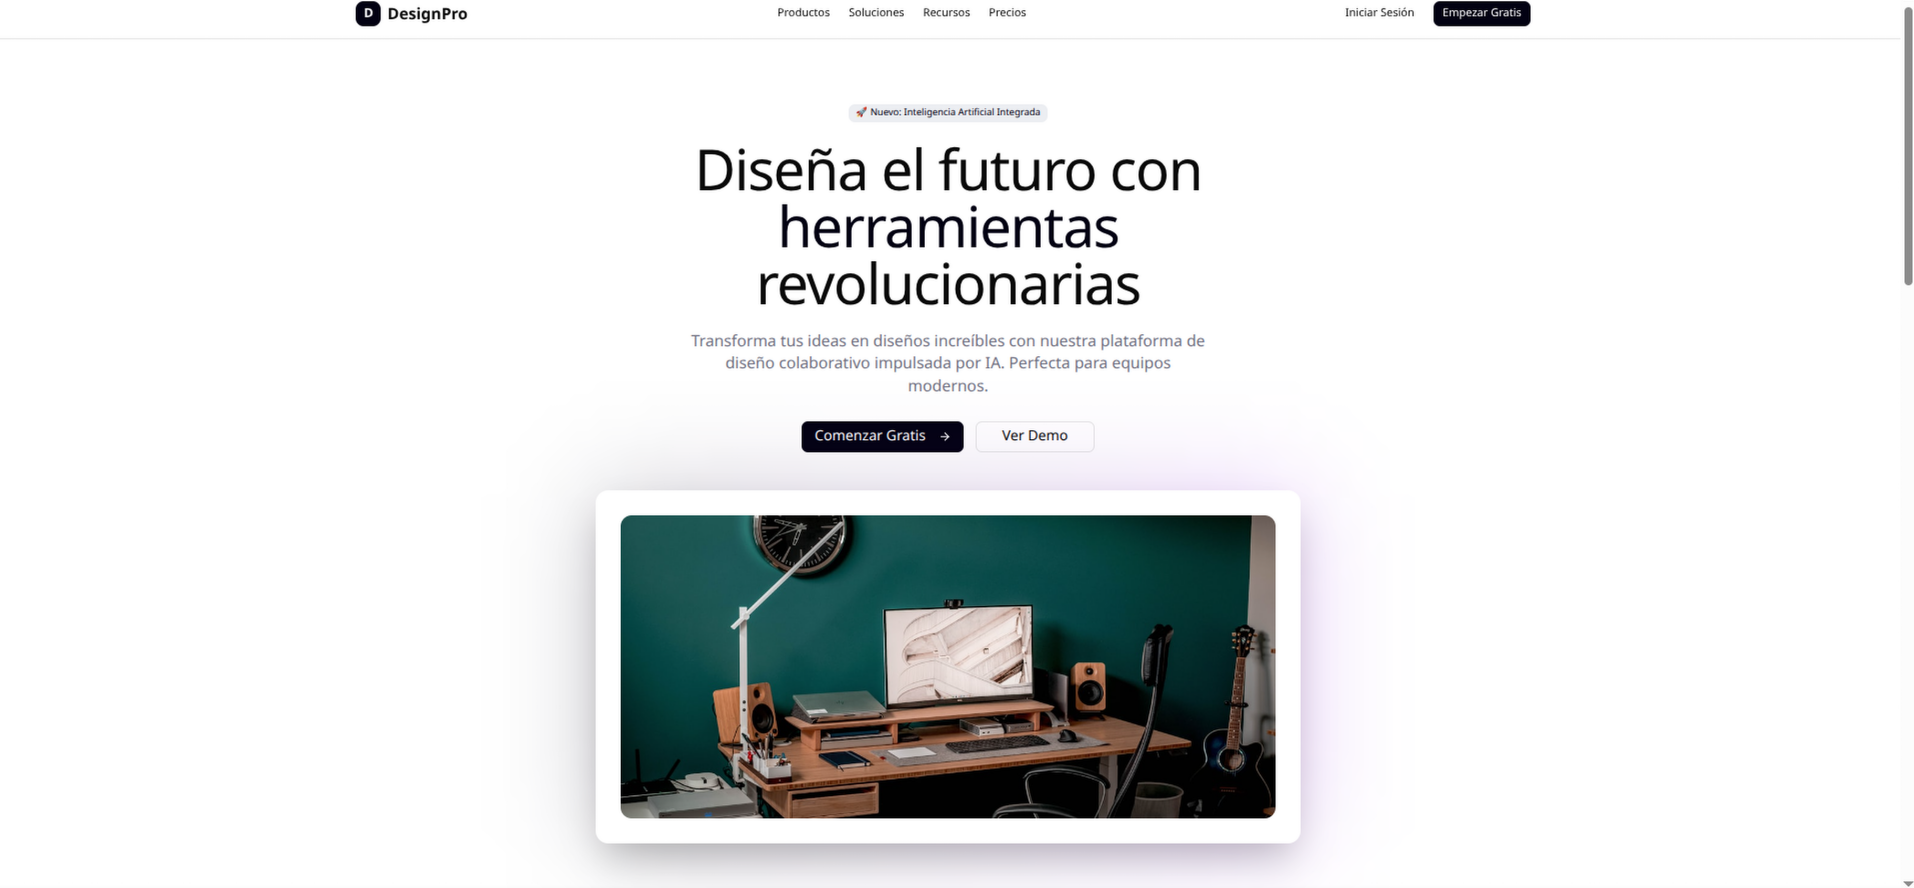 D DesignPro
Productos Soluciones Recursos Precios
Iniciar Sesión Empezar Gratis
🚀 Nuevo: Inteligencia Artificial Integrada
Diseña el futuro con
herramientas
revolucionarias
Transforma tus ideas en diseños increíbles con nuestra plataforma de
diseño colaborativo impulsada por IA. Perfecta para equipos
modernos.
Comenzar Gratis →
Ver Demo